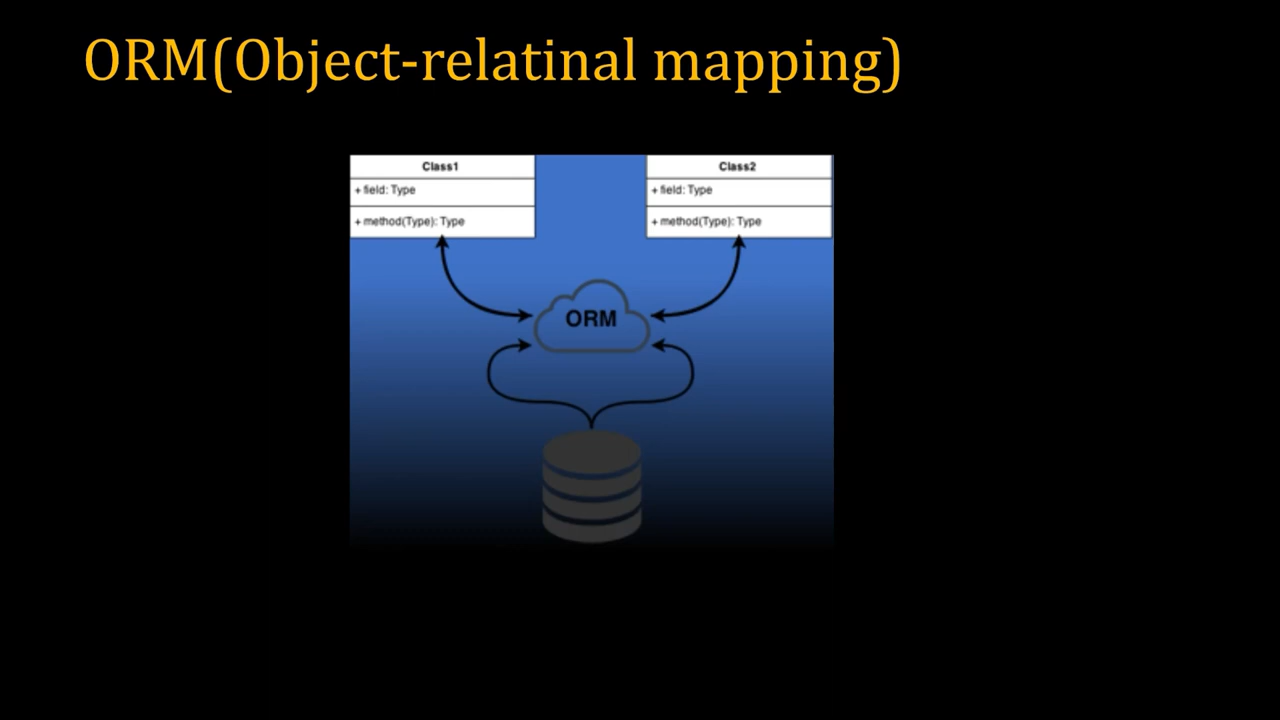 ORM(Object-relatinal mapping)
Class1
+ field: Type
+ method(Type): Type
Class2
+ field: Type
+ method(Type): Type
ORM